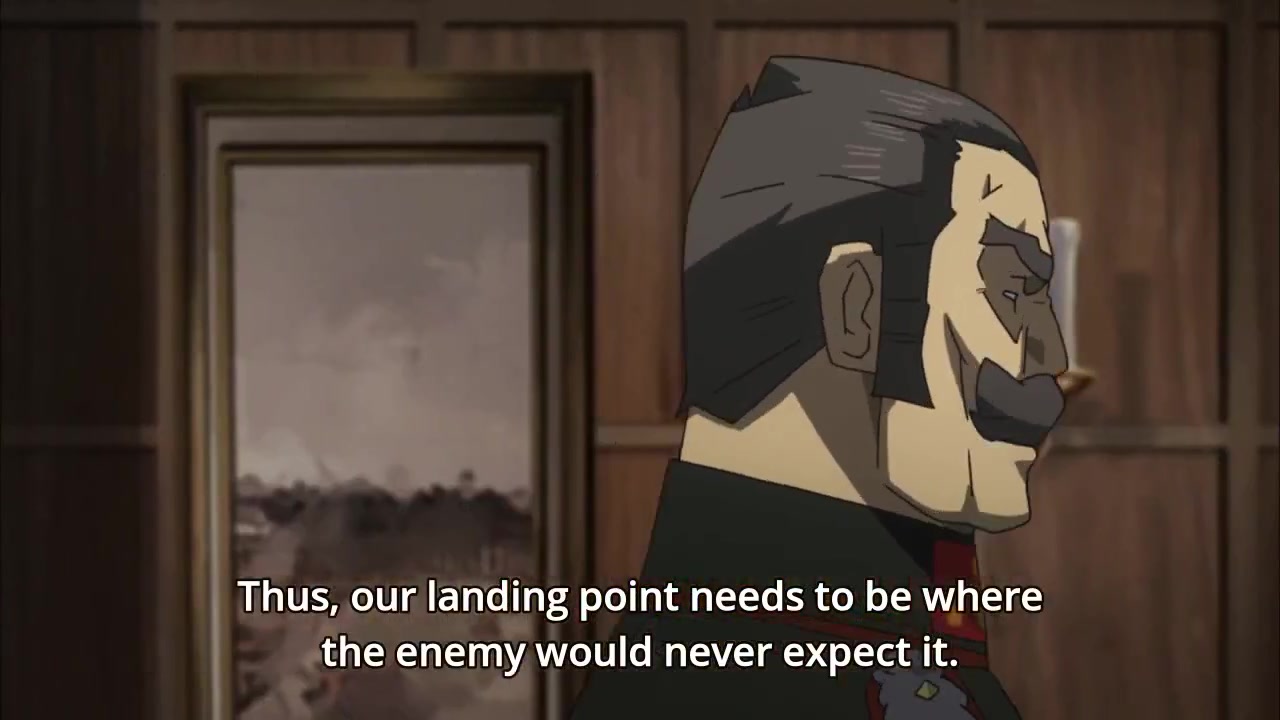 Thus, our landing point needs to be where
the enemy would never expect it.